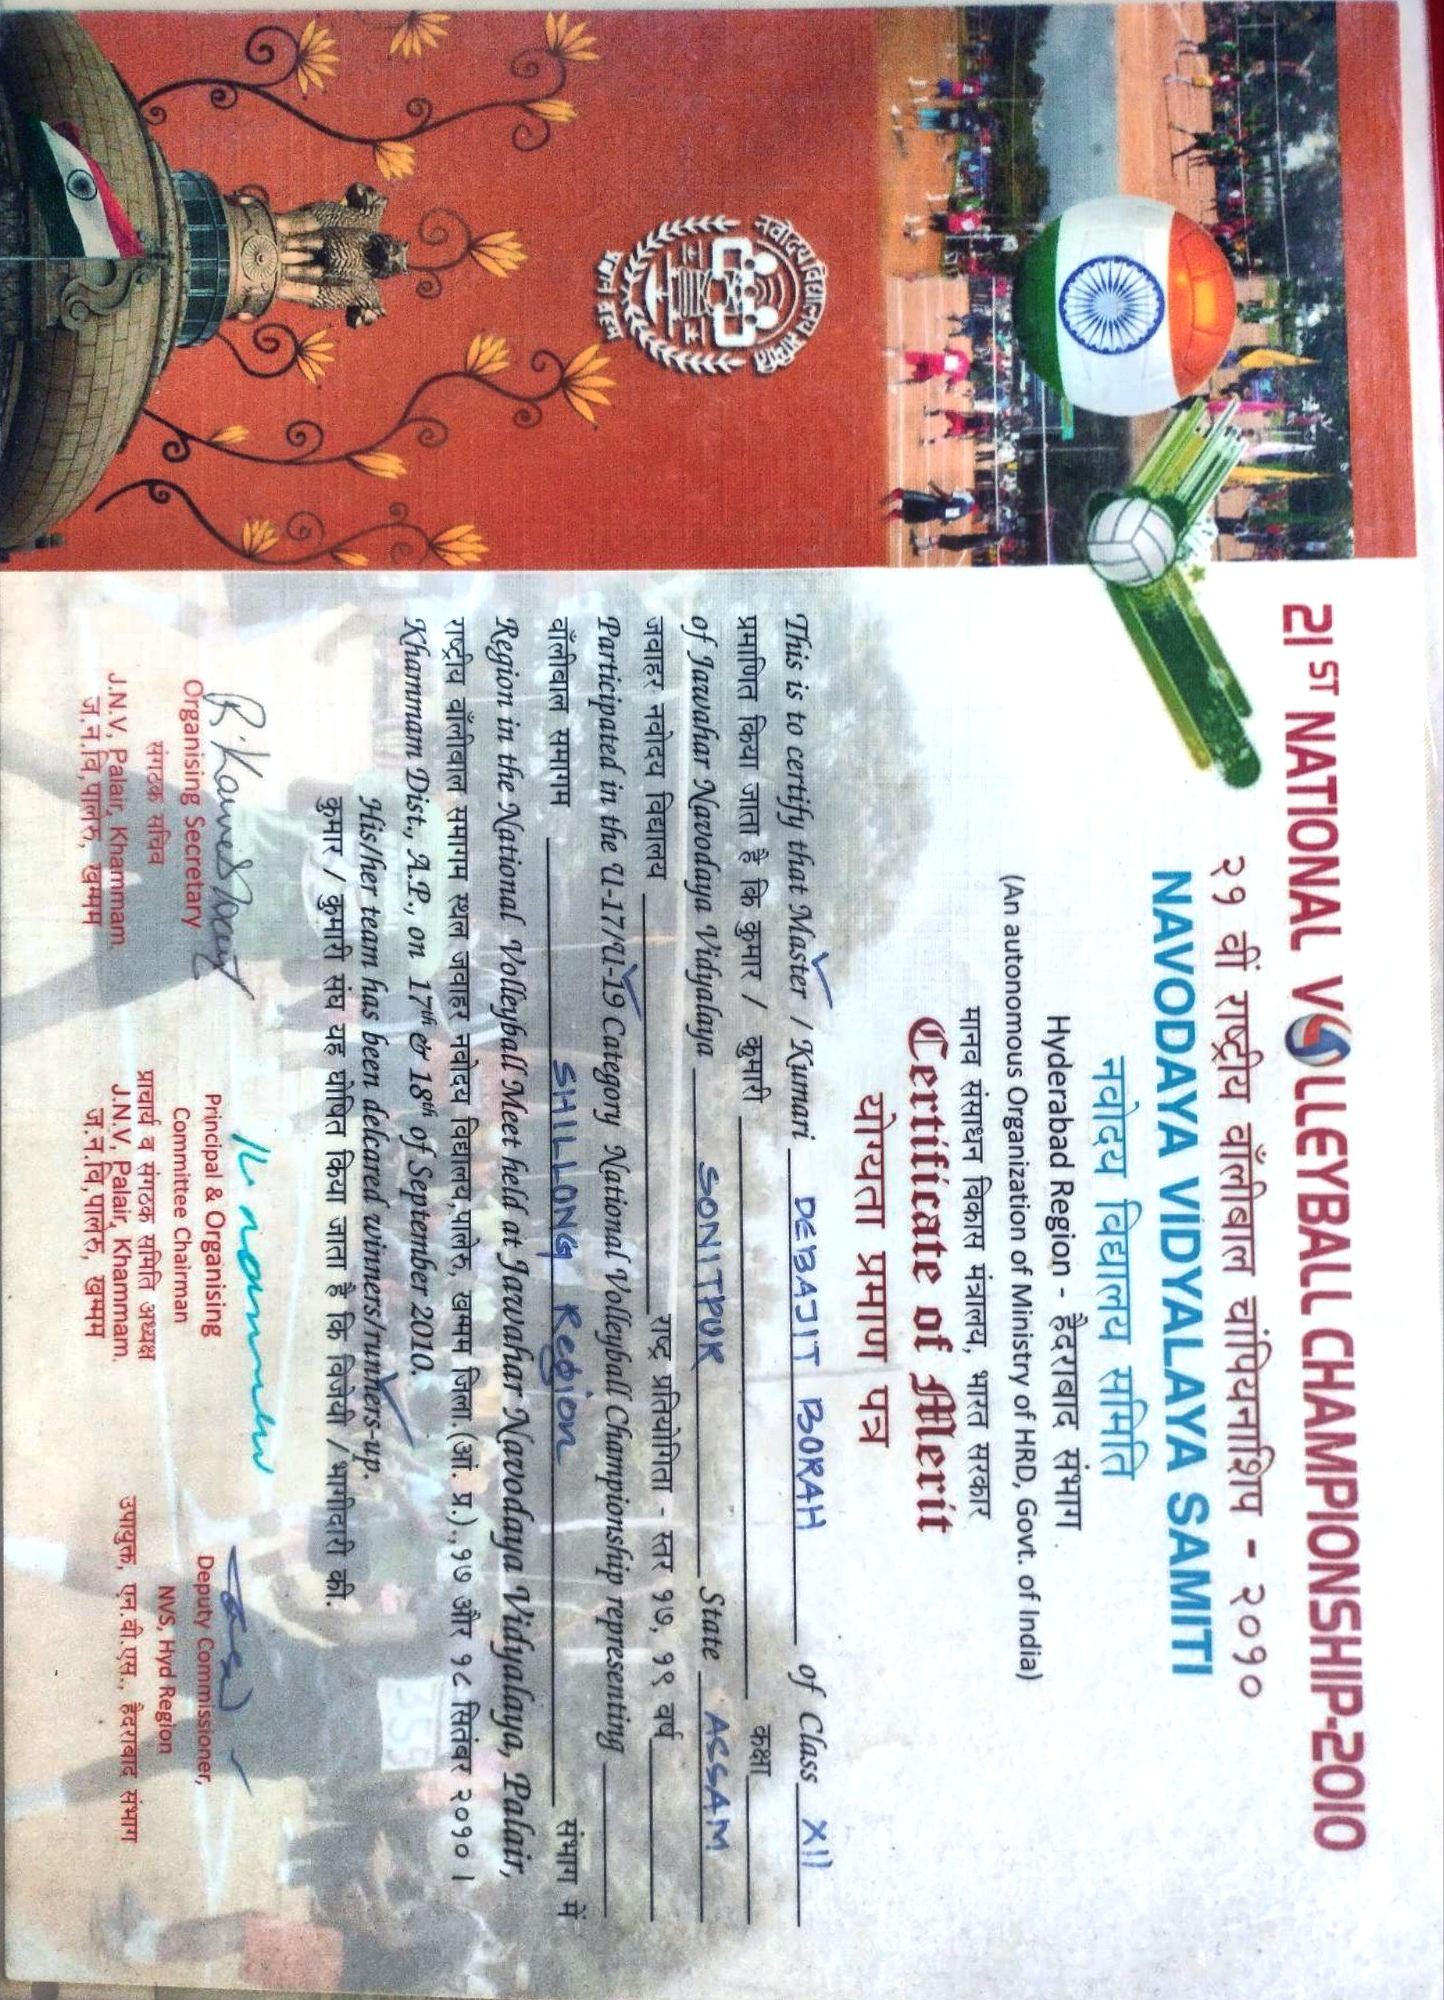 21ST NATIONAL VOLLEYBALL CHAMPIONSHIP-2010
२१ वीं राष्ट्रीय वॉलीबाल चांपियनाशिप - २०१०
NAVODAYA VIDYALAYA SAMITI
नवोदय विद्यालय समिति
Hyderabad Region - हैदराबाद संभाग
(An autonomous Organization of Ministry of HRD, Govt. of India)
मानव संसाधन विकास मंत्रालय, भारत सरकार
Certificate of Merit
योग्यता प्रमाण पत्र
नवोदय विद्यालय समिति
This is to certify that Master / Kumari DEBAJIT BORAH of Class XII
प्रमाणित किया जाता है कि कुमार / कुमारी कक्षा
of Jawahar Navodaya Vidyalaya SONITPUR State ASSAM
जवाहर नवोदय विद्यालय राष्ट्र प्रतियोगिता - स्तर १७, १९ वर्ष
Participated in the U-17/U-19 Category National Volleyball Championship representing
वॉलीबाल समागम SHILLONG Region संभाग में
Region in the National Volleyball Meet held at Jawahar Navodaya Vidyalaya, Palair,
राष्ट्रीय वॉलीबाल समागम स्थल जवाहर नवोदय विद्यालय, पालेरु, खम्मम जिला. (आं. प्र.)., १७ और १८ सितंबर २०१० ।
Khammam Dist., A.P., on 17th & 18th of September 2010.
His/her team has been delcared winners/runners-up.
कुमार / कुमारी संघ यह घोषित किया जाता है कि विजेयी / भागीदारी की.
Organising Secretary
संगठक सचिव
J.N.V, Palair, Khammam
ज.न.वि,पालेरु, खम्मम
Principal & Organising
Committee Chairman
प्राचार्य व संगठक समिति अध्यक्ष
J.N.V, Palair, Khammam.
ज.न.वि,पालेरु, खम्मम
Deputy Commissioner,
NVS, Hyd Region
उपायुक्त, एन.वी.एस., हैदराबाद संभाग
355